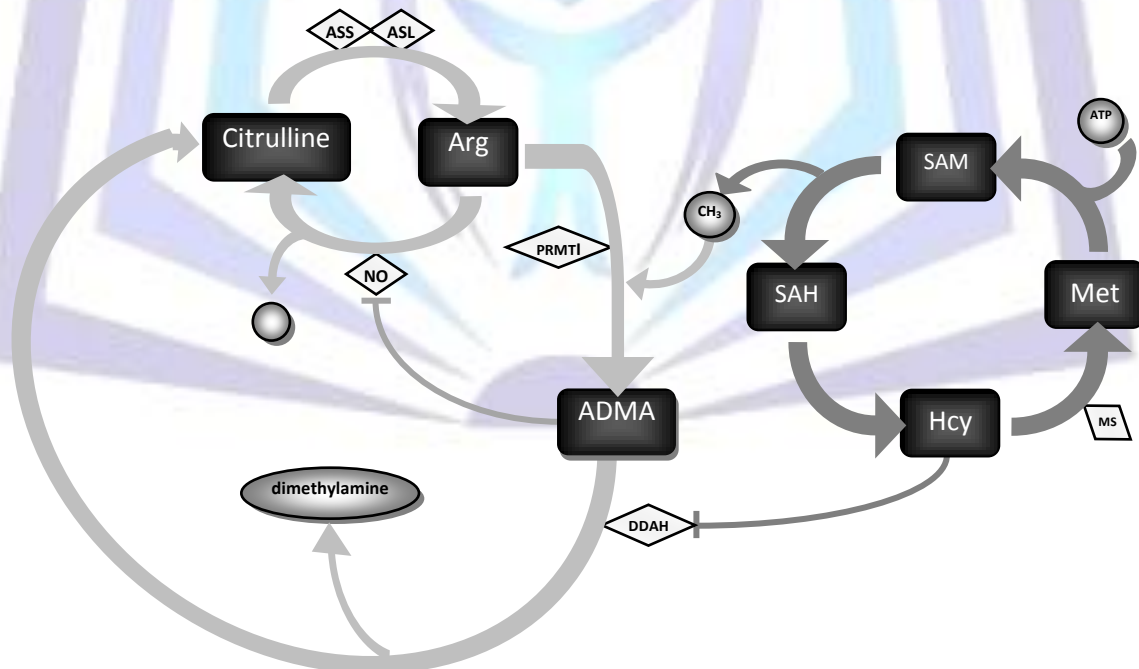 ASS ASL
Citrulline
Arg
ATP
SAM
CH₃
PRMTI
NO
SAH
Met
ADMA
Hcy
MS
dimethylamine
DDAH